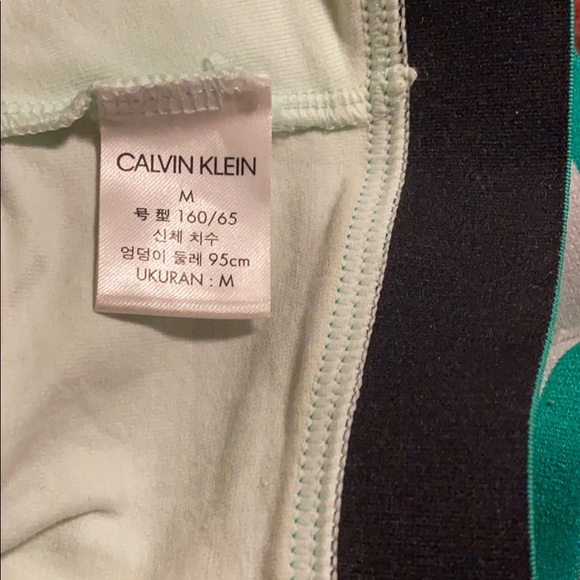 CALVIN KLEIN
M
号型 160/65
신체 치수
엉덩이 둘레 95cm
UKURAN : M